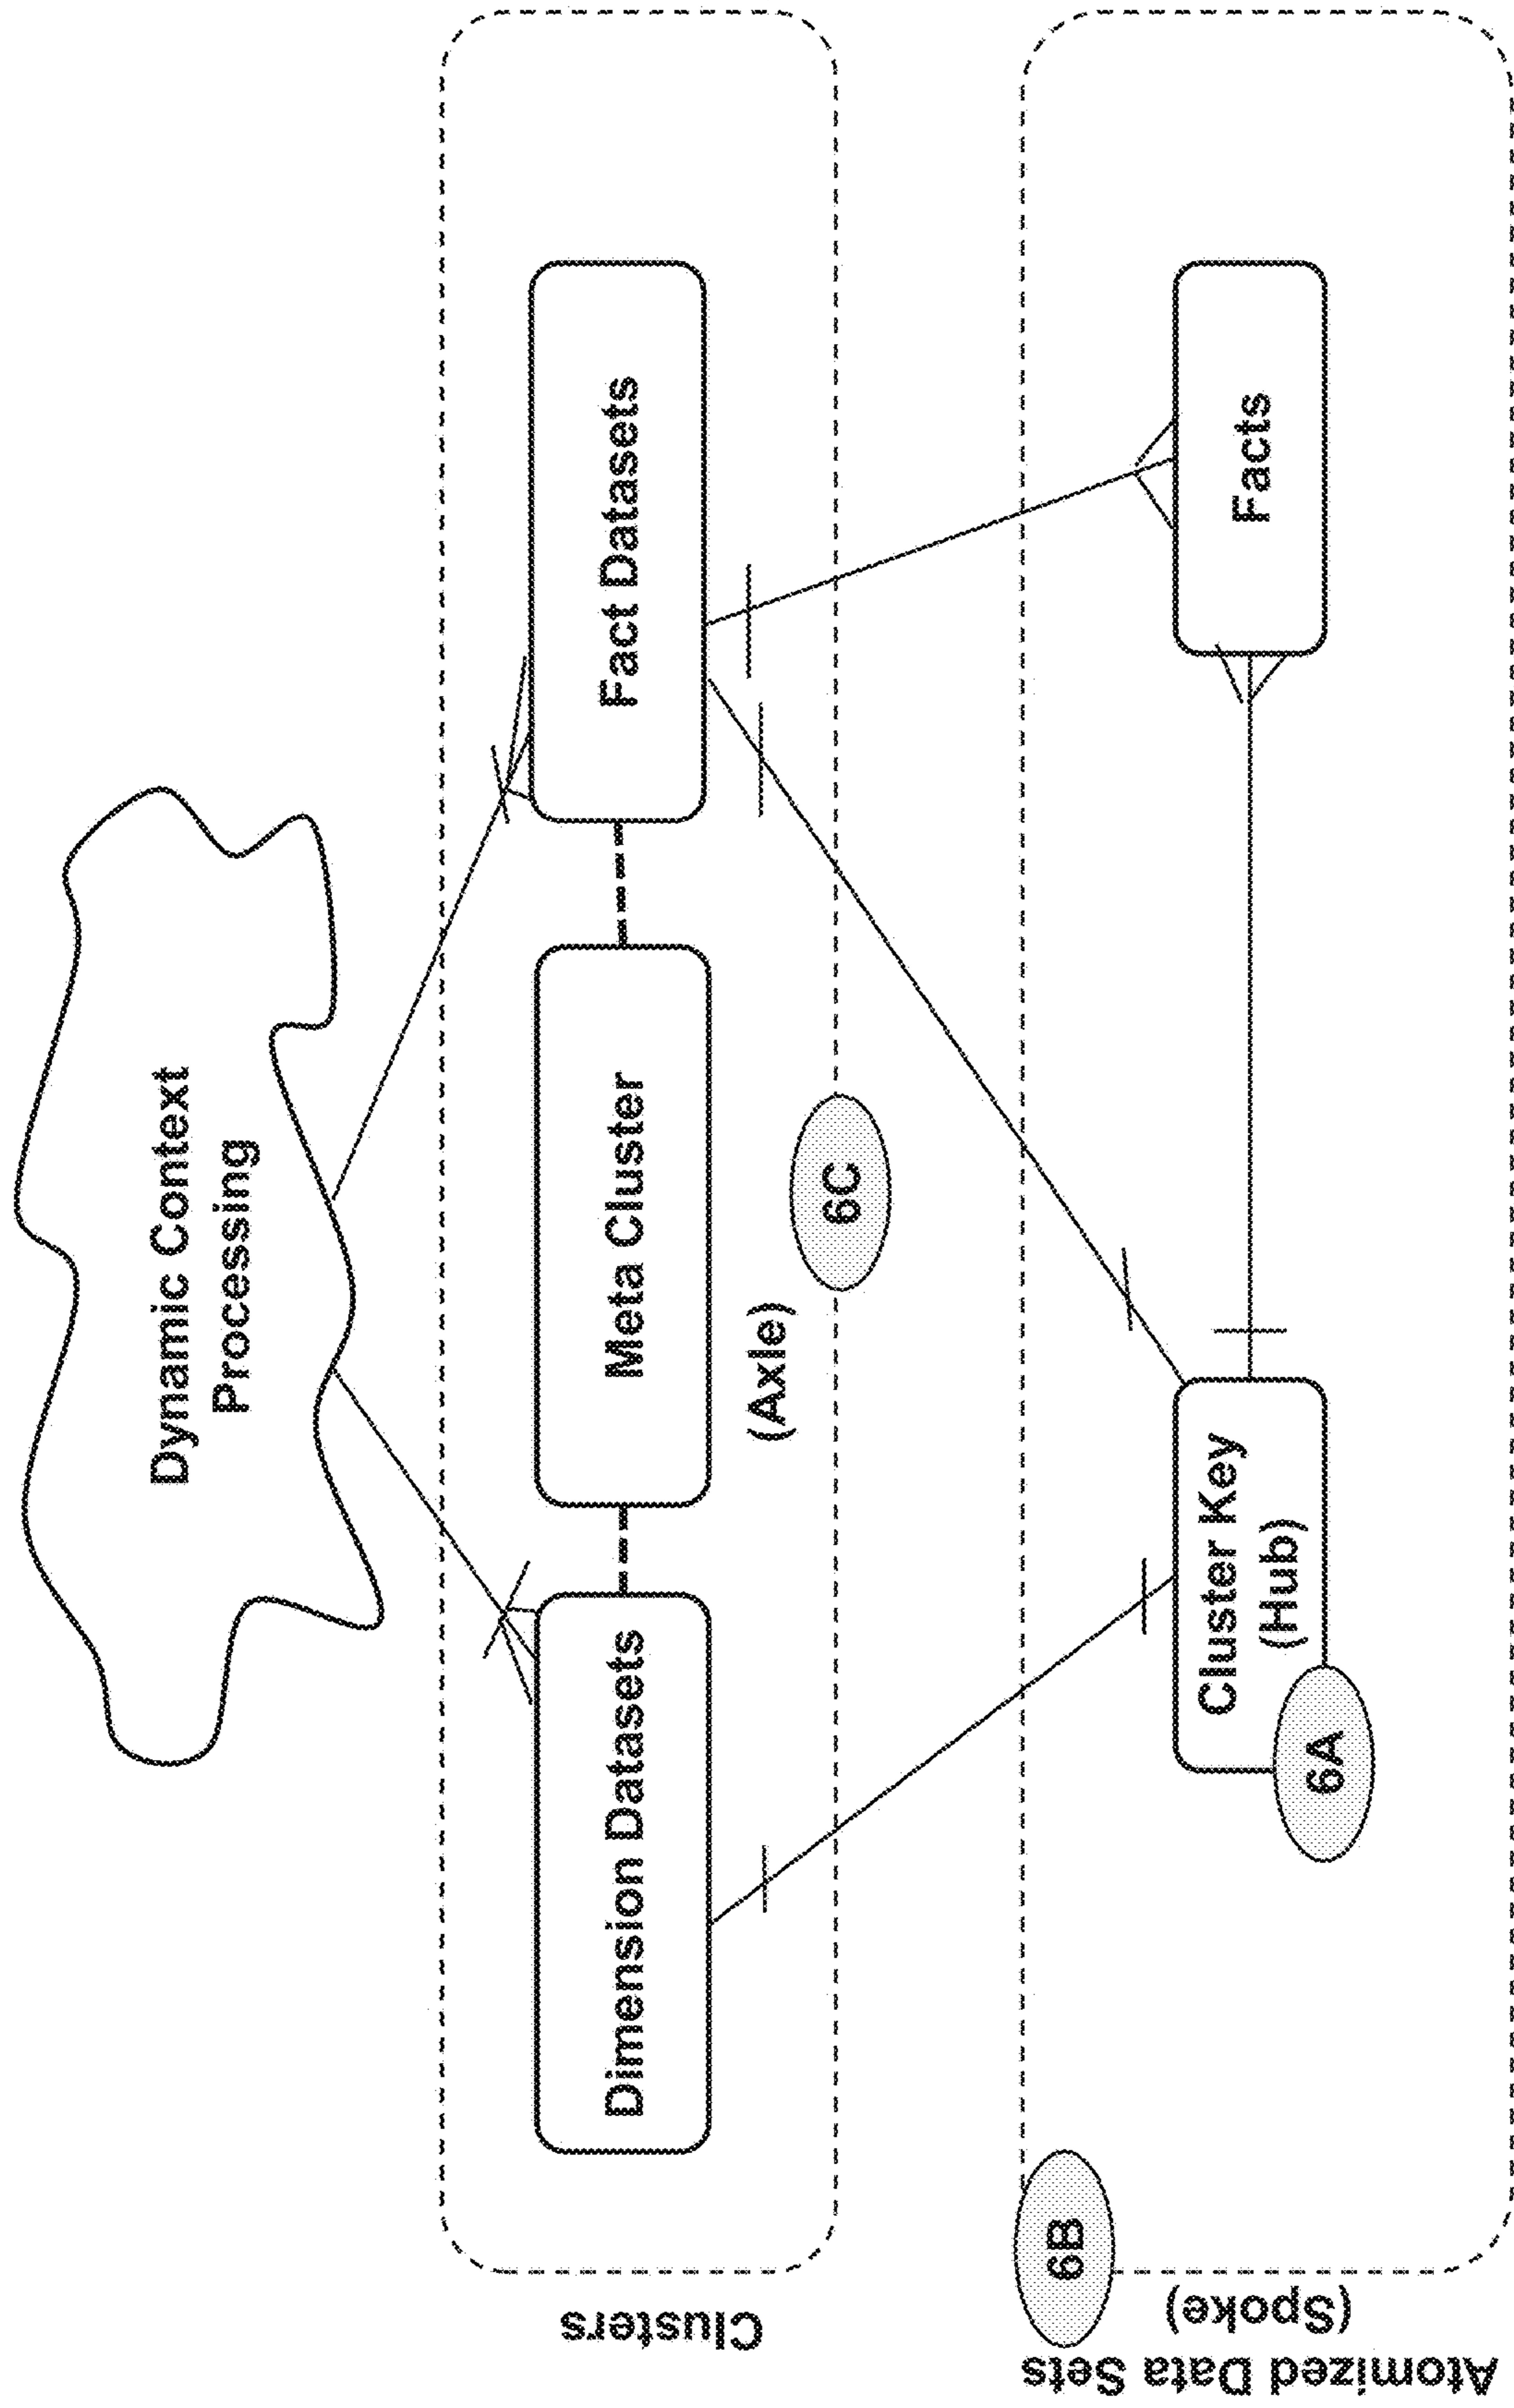 Dynamic Context
Processing
Clusters
Dimension Datasets
Meta Cluster
Fact Datasets
(Axle)
6C
Atomized Data Sets
(Spoke)
6B
Cluster Key
(Hub)
6A
Facts